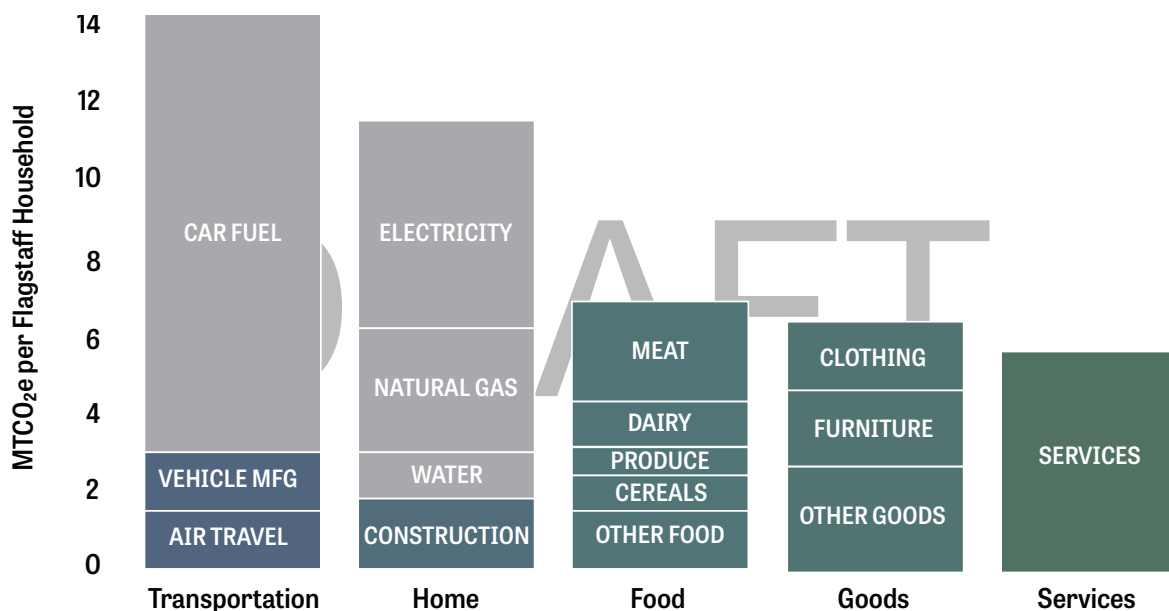 MTCO₂e per Flagstaff Household
14
12
10
8
6
4
2
0
CAR FUEL
VEHICLE MFG
AIR TRAVEL
ELECTRICITY
NATURAL GAS
WATER
CONSTRUCTION
MEAT
DAIRY
PRODUCE
CEREALS
OTHER FOOD
CLOTHING
FURNITURE
OTHER GOODS
SERVICES
Transportation
Home
Food
Goods
Services
DRAFT